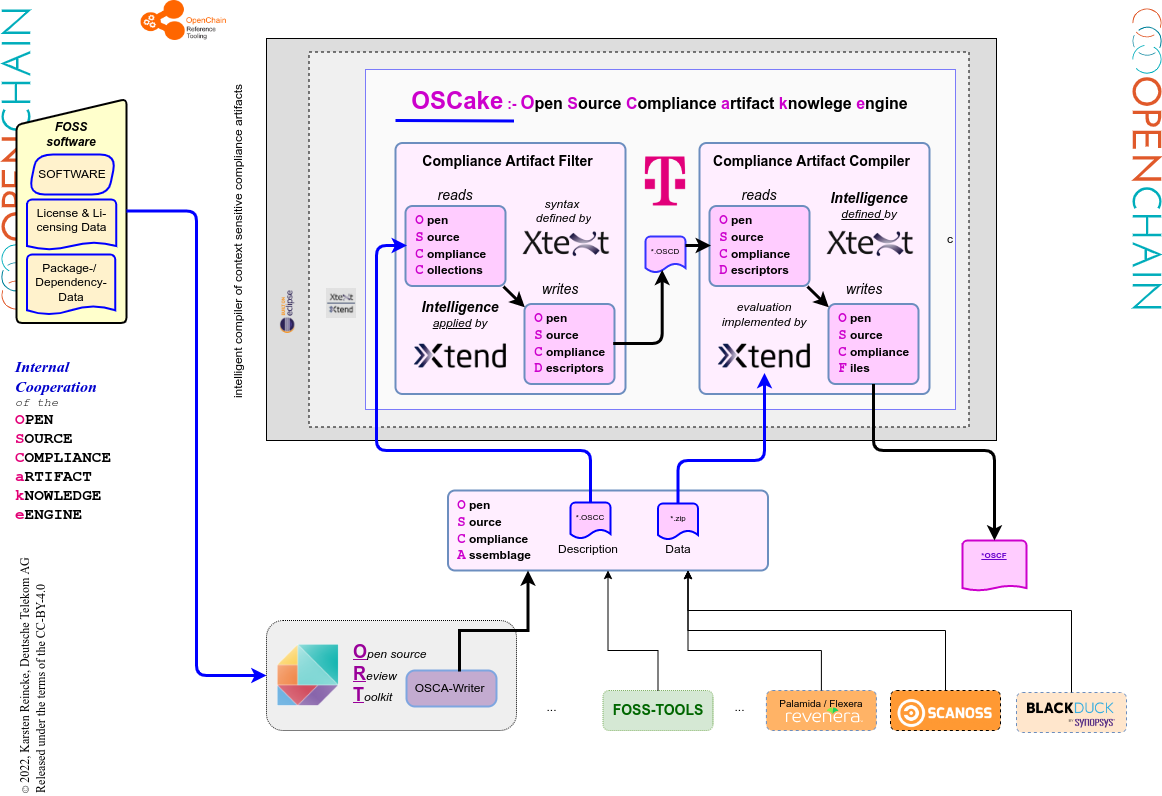 OPENCHAIN
OpenChain
Reference
Tooling
OPENCHAIN
FOSS
software
SOFTWARE
License & Li-
censing Data
Package-/
Dependency-
Data
intelligent compiler of context sensitive compliance artifacts
eclipse
Xtext
Xtend
OSCake :- Open Source Compliance artifact knowlege engine
Compliance Artifact Filter
reads
Open
Source
Compliance
Collections
syntax
defined by
Xtext
Intelligence
applied by
Xtend
writes
Open
Source
Compliance
Descriptors
T
*.OSCD
Compliance Artifact Compiler
reads
Open
Source
Compliance
Descriptors
Intelligence
defined by
Xtext
evaluation
implemented by
Xtend
writes
Open
Source
Compliance
Files
c
Internal
Cooperation
of the
OPEN
SOURCE
COMPLIANCE
aRTIFACT
kNOWLEDGE
eENGINE
Open
Source
Compliance
Assemblage
*.OSCC
Description
*.zip
Data
*OSCF
© 2022, Karsten Reincke, Deutsche Telekom AG
Released under the terms of the CC-BY-4.0
Open source
Review
Toolkit
OSCA-Writer
...
FOSS-TOOLS
...
Palamida / Flexera
revenera.
SCANOSS
BLACKDUCK
BY SYNOPSYS